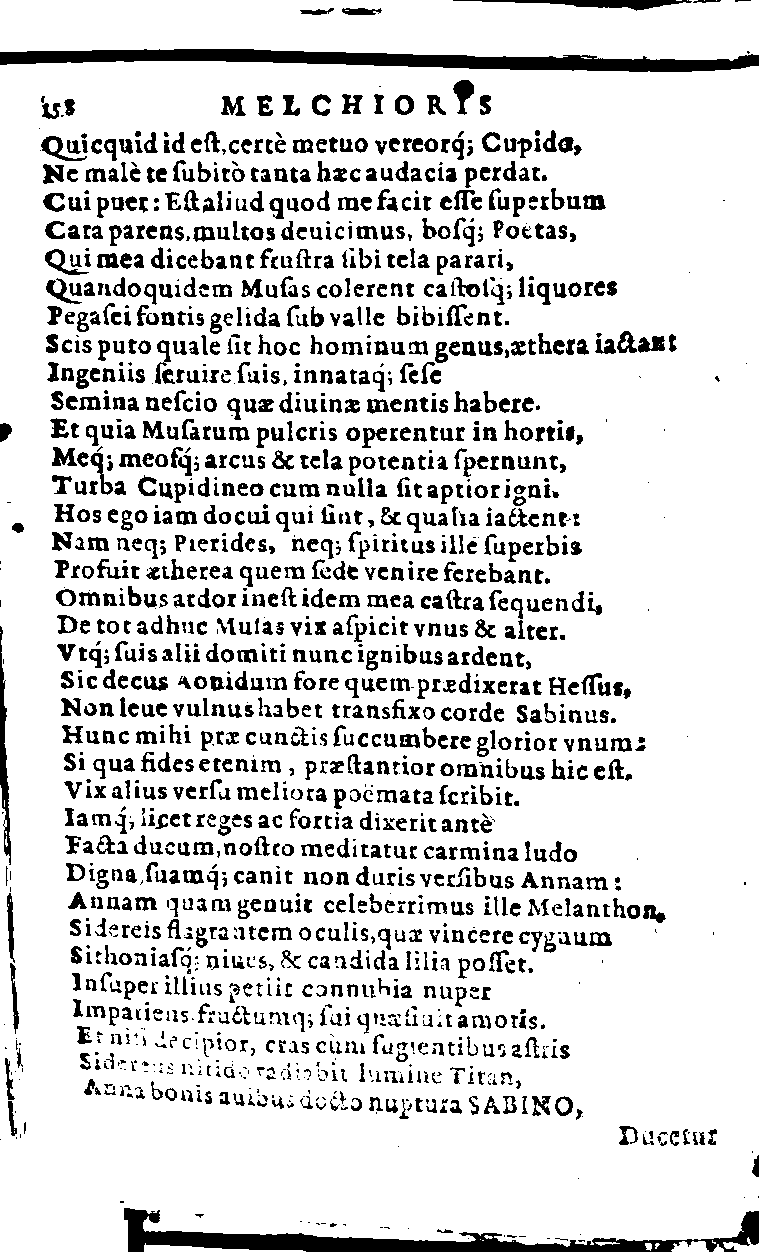 158 MELCHIORIS
Quicquid id eſt,certè metuo vereorq́; Cupido,
Ne malè te ſubitò tanta hæc audacia perdat.
Cui puer: Eſt aliud quod me facit eſſe ſuperbum
Cara parens,multos deuicimus, boſq́; Poetas,
Qui mea dicebant fruſtra ſibi tela parari,
Quandoquidem Muſas colerent caſtoſq́; liquores
Pegaſei fontis gelida ſub valle bibiſſent.
Scis puto quale ſit hoc hominum genus,æthera iactant
Ingeniis ſeruire ſuis, innataq́; ſeſe
Semina neſcio quæ diuinæ mentis habere.
Et quia Muſarum pulcris operentur in hortis,
Meq́; meoſq́; arcus & tela potentia ſpernunt,
Turba Cupidineo cum nulla ſit aptior igni.
Hos ego iam docui qui ſint, & qualia iactent:
Nam neq; Pierides, neq; ſpiritus ille ſuperbis
Profuit ætherea quem ſede venire ferebant.
Omnibus ardor ineſt idem mea caſtra ſequendi,
De tot adhuc Muſas vix aſpicit vnus & alter.
Vtq́; ſuis alii domiti nunc ignibus ardent,
Sic decus Aonidum fore quem prædixerat Heſſus,
Non leue vulnus habet transfixo corde Sabinus.
Hunc mihi præ cunctis ſuccumbere glorior vnum:
Si qua fides etenim, præſtantior omnibus hic eſt.
Vix alius verſu meliora poëmata ſcribit.
Iamq́; licet reges ac fortia dixerit antè
Facta ducum,noſtro meditatur carmina ludo
Digna,ſuamq́; canit non duris verſibus Annam:
Annam quam genuit celeberrimus ille Melanthon,
Sidereis flagrantem oculis,quæ vincere cygnum
Sithoniaſq́; niues, & candida lilia poſſet.
Inſuper illius petiit connubia nuper
Impatiens fructumq; ſui quæſiuit amoris.
Et niſi decipior, cras cùm fugientibus aſtris
Sidereus nitido radiabit lumine Titan,
Anna bonis auibus docto nuptura SABINO,
Ducetur